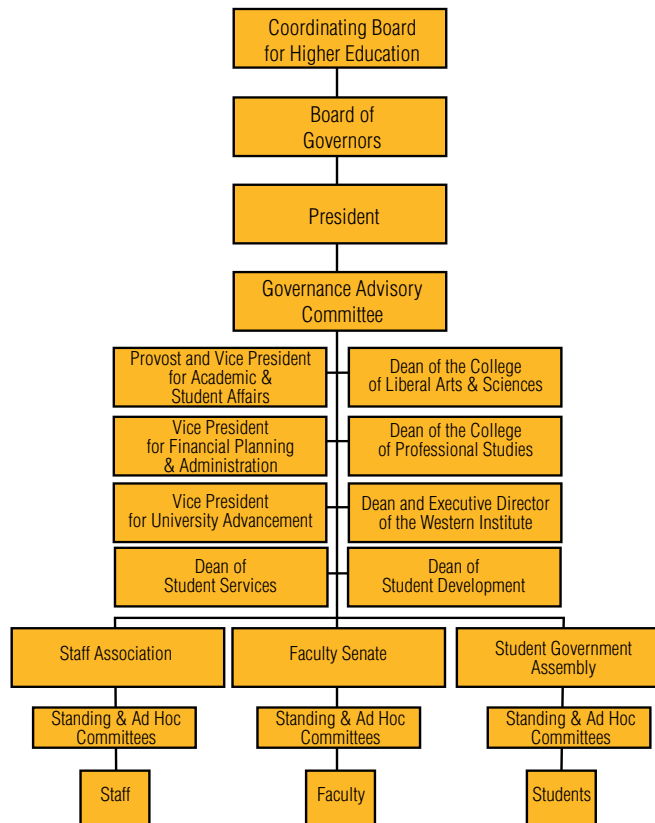 Coordinating Board
for Higher Education
Board of
Governors
President
Governance Advisory
Committee
Provost and Vice President
for Academic &
Student Affairs
Dean of the College
of Liberal Arts & Sciences
Vice President
for Financial Planning
& Administration
Dean of the College
of Professional Studies
Vice President
for University Advancement
Dean and Executive Director
of the Western Institute
Dean of
Student Services
Dean of
Student Development
Staff Association
Faculty Senate
Student Government
Assembly
Standing & Ad Hoc
Committees
Standing & Ad Hoc
Committees
Standing & Ad Hoc
Committees
Staff
Faculty
Students